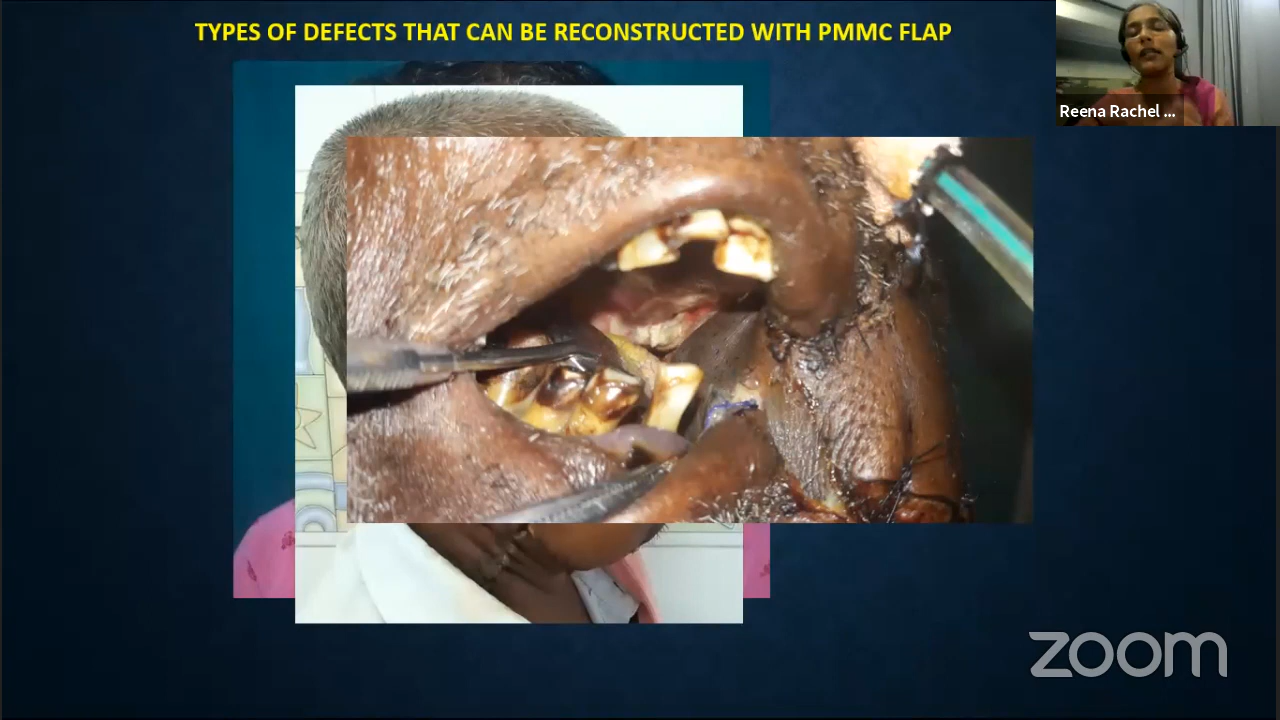 TYPES OF DEFECTS THAT CAN BE RECONSTRUCTED WITH PMMC FLAP
Reena Rachel ...
zoom